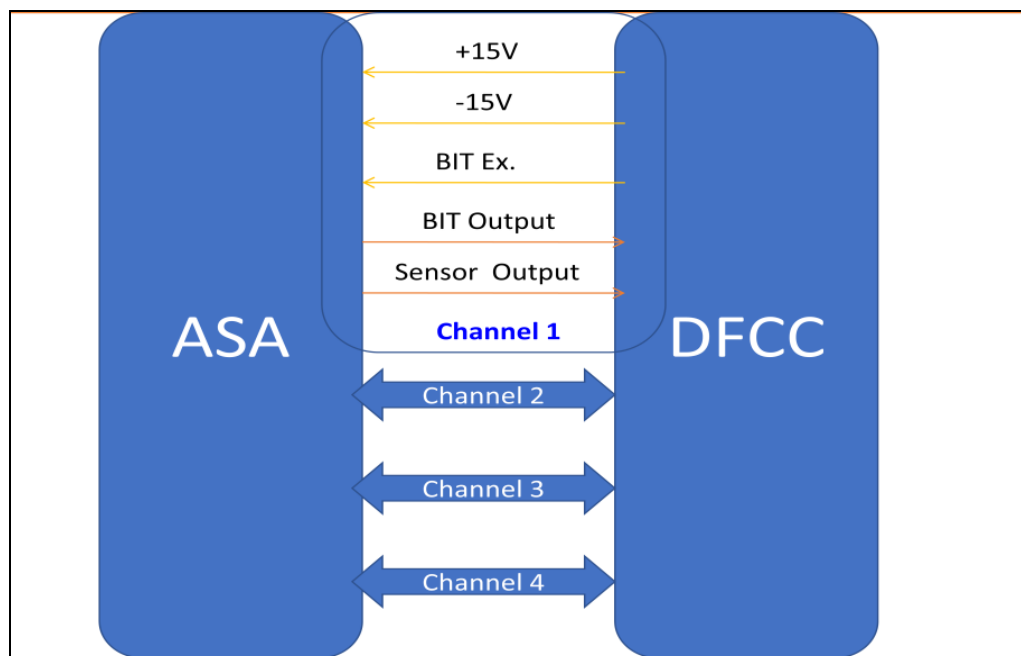 +15V
-15V
BIT Ex.
BIT Output
Sensor Output
Channel 1
ASA
DFCC
Channel 2
Channel 3
Channel 4